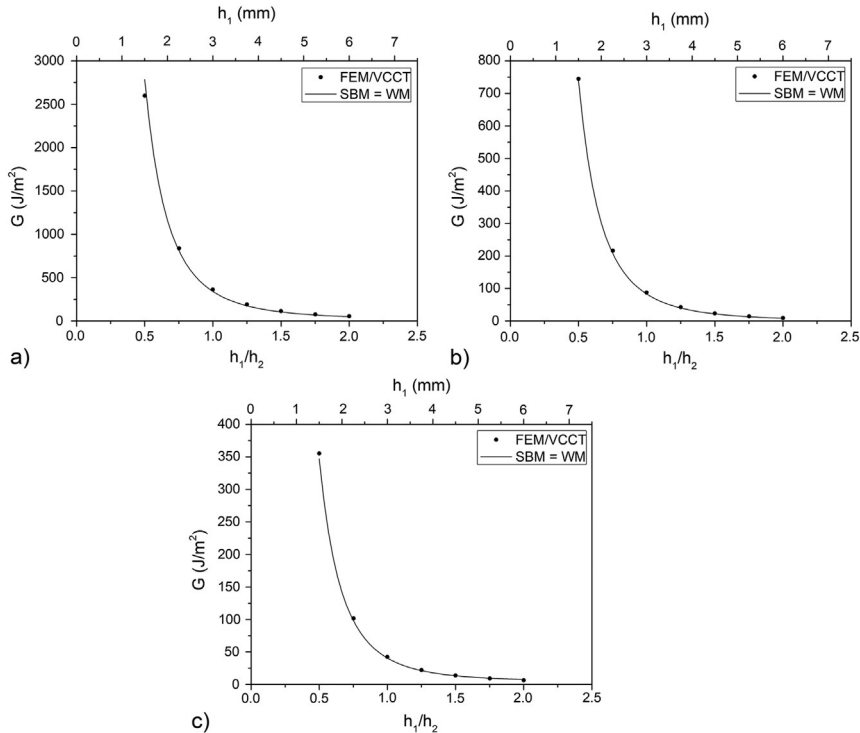 h₁ (mm)
0 1 2 3 4 5 6 7
3000
2500
2000
1500
1000
500
0
G (J/m²)
FEM/VCCT
SBM = WM
0.0 0.5 1.0 1.5 2.0 2.5
h₁/h₂
a)
h₁ (mm)
0 1 2 3 4 5 6 7
800
700
600
500
400
300
200
100
0
G (J/m²)
FEM/VCCT
SBM = WM
0.0 0.5 1.0 1.5 2.0 2.5
h₁/h₂
b)
h₁ (mm)
0 1 2 3 4 5 6 7
400
350
300
250
200
150
100
50
0
G (J/m²)
FEM/VCCT
SBM = WM
0.0 0.5 1.0 1.5 2.0 2.5
h₁/h₂
c)